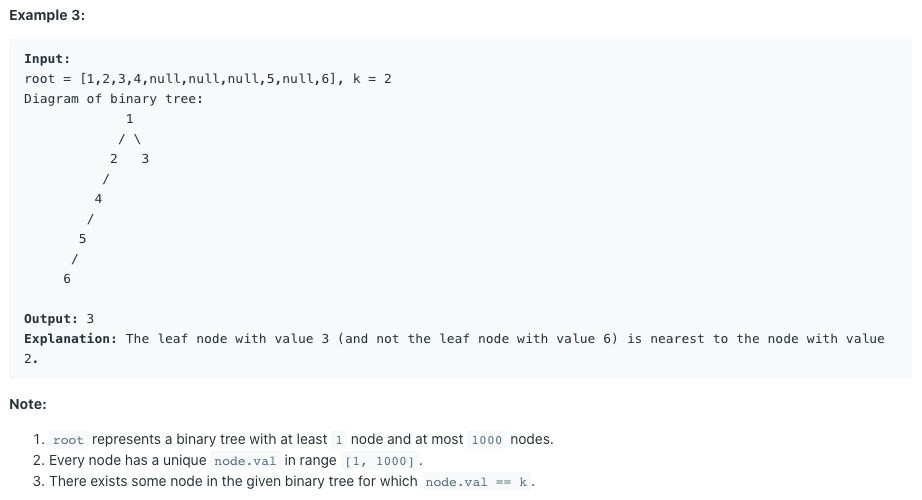 Example 3:
Input:
root = [1,2,3,4,null,null,null,5,null,6], k = 2
Diagram of binary tree:
             1
            / \
           2   3
          /
         4
        /
       5
      /
     6
Output: 3
Explanation: The leaf node with value 3 (and not the leaf node with value 6) is nearest to the node with value
2.
Note:
1. root represents a binary tree with at least 1 node and at most 1000 nodes.
2. Every node has a unique node.val in range [1, 1000].
3. There exists some node in the given binary tree for which node.val == k.